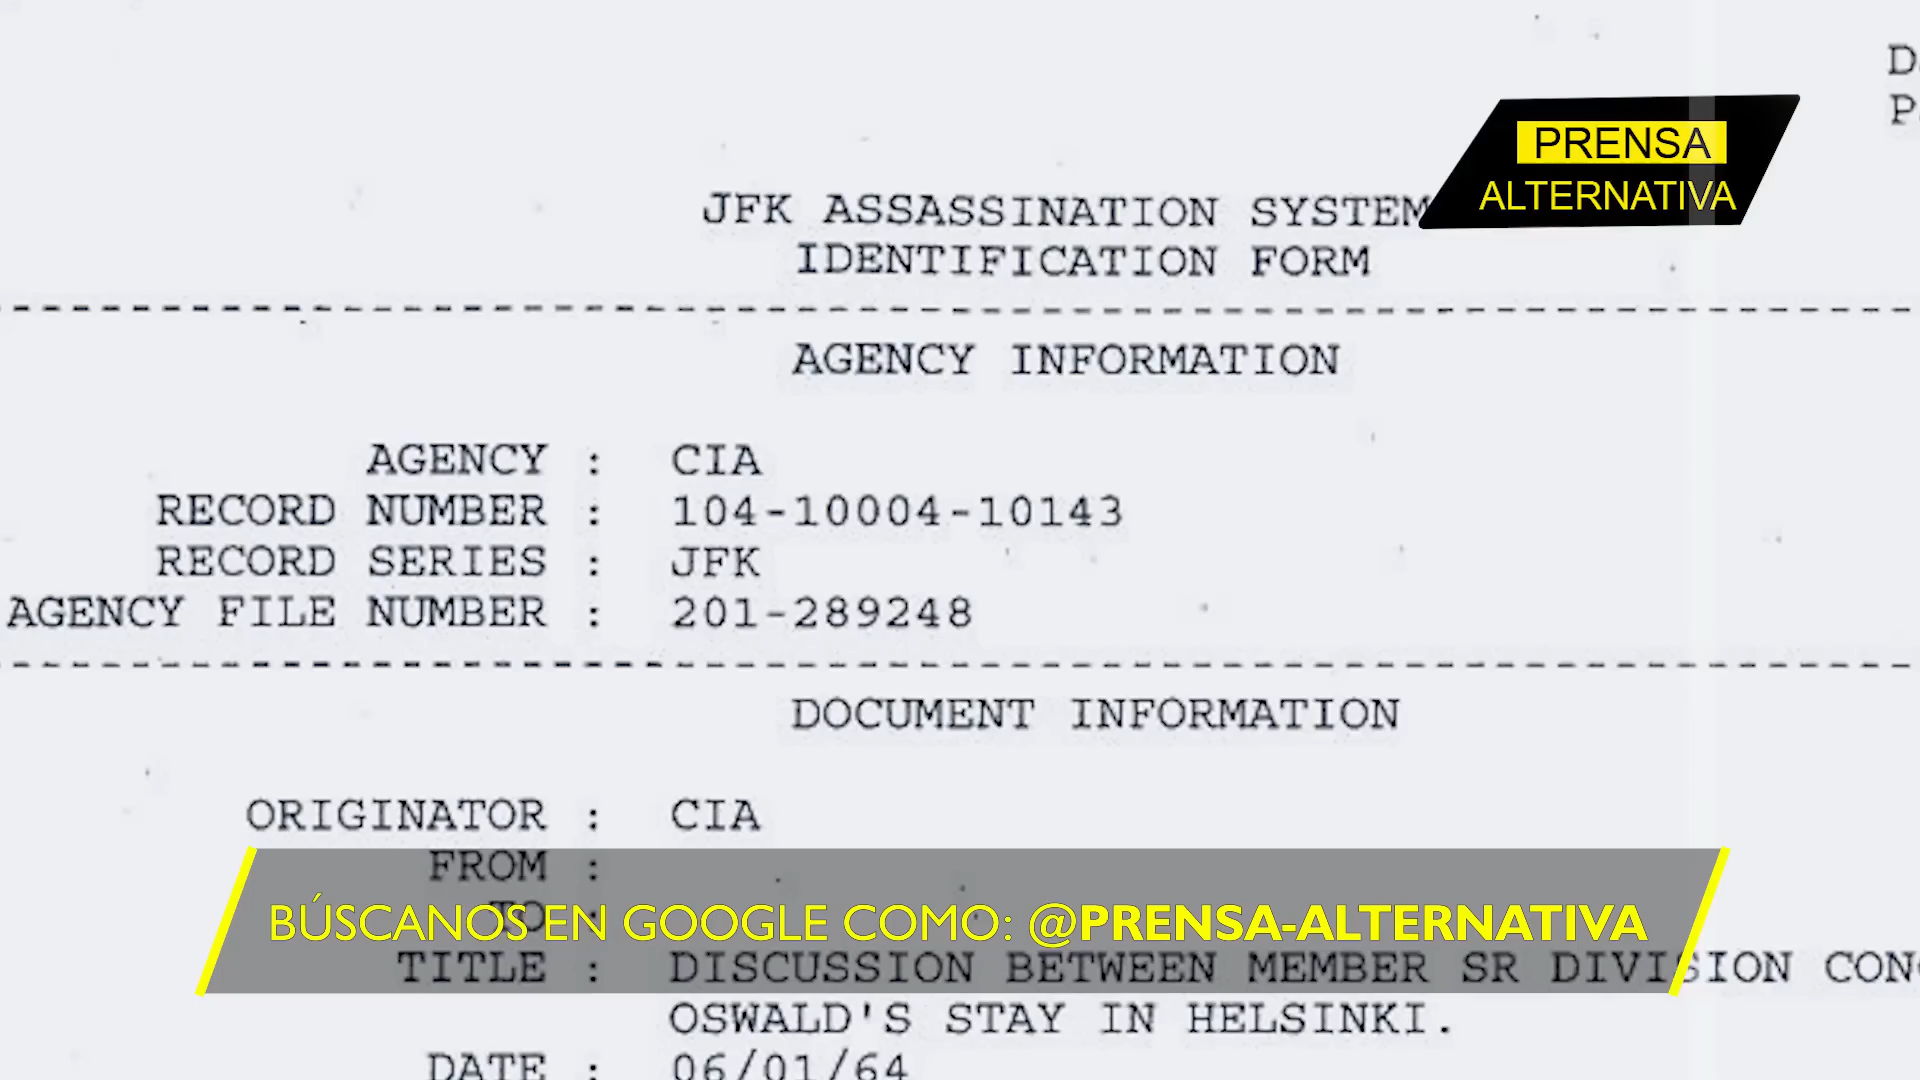 PRENSA
ALTERNATIVA
JFK ASSASSINATION SYSTEM
IDENTIFICATION FORM
AGENCY INFORMATION
AGENCY : CIA
RECORD NUMBER : 104-10004-10143
RECORD SERIES : JFK
AGENCY FILE NUMBER : 201-289248
DOCUMENT INFORMATION
ORIGINATOR : CIA
FROM :
TO :
BÚSCANOS EN GOOGLE COMO: @PRENSA-ALTERNATIVA
TITLE : DISCUSSION BETWEEN MEMBER SR DIVISION
OSWALD'S STAY IN HELSINKI.
DATE : 06/01/64